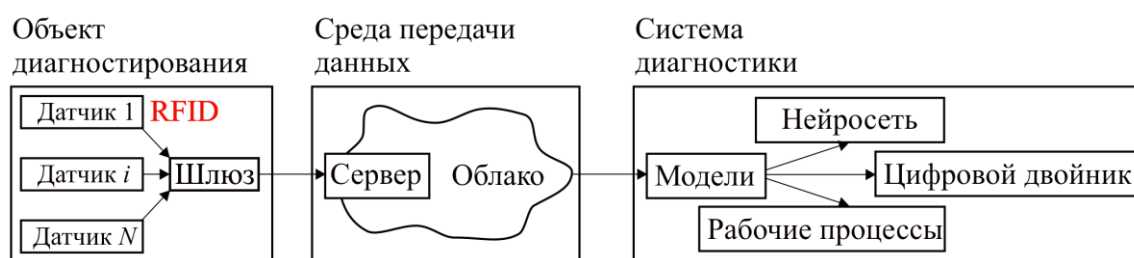 Объект
диагностирования
Среда передачи
данных
Система
диагностики
Датчик 1
RFID
Датчик i
Датчик N
Шлюз
Сервер
Облако
Модели
Нейросеть
Цифровой двойник
Рабочие процессы